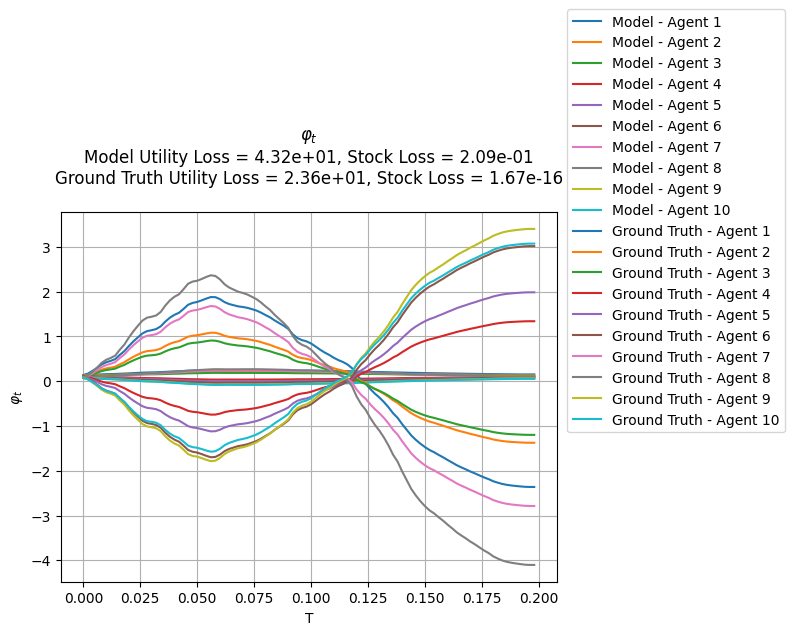 Model - Agent 1
Model - Agent 2
Model - Agent 3
Model - Agent 4
Model - Agent 5
Model - Agent 6
Model - Agent 7
Model - Agent 8
Model - Agent 9
Model - Agent 10
Ground Truth - Agent 1
Ground Truth - Agent 2
Ground Truth - Agent 3
Ground Truth - Agent 4
Ground Truth - Agent 5
Ground Truth - Agent 6
Ground Truth - Agent 7
Ground Truth - Agent 8
Ground Truth - Agent 9
Ground Truth - Agent 10
φₜ
Model Utility Loss = 4.32e+01, Stock Loss = 2.09e-01
Ground Truth Utility Loss = 2.36e+01, Stock Loss = 1.67e-16
3
2
1
0
−1
−2
−3
−4
φₜ
0.000 0.025 0.050 0.075 0.100 0.125 0.150 0.175 0.200
T